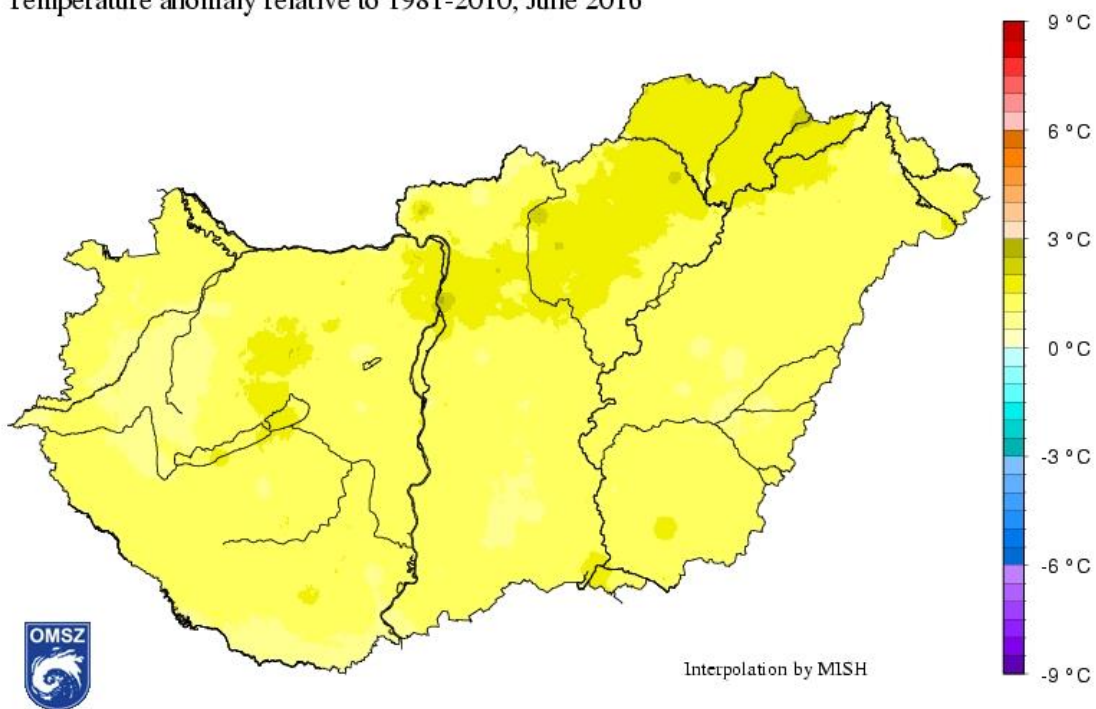 Temperature anomaly relative to 1981-2010, June 2016
9 °C
6 °C
3 °C
0 °C
-3 °C
-6 °C
-9 °C
OMSZ
Interpolation by MISH